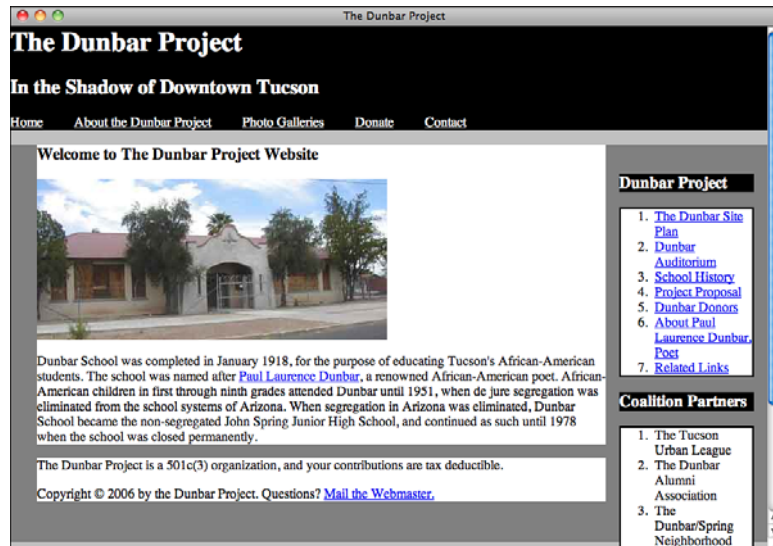 The Dunbar Project
The Dunbar Project
In the Shadow of Downtown Tucson
Home About the Dunbar Project Photo Galleries Donate Contact
Welcome to The Dunbar Project Website
Dunbar School was completed in January 1918, for the purpose of educating Tucson's African-American
students. The school was named after Paul Laurence Dunbar, a renowned African-American poet. African-
American children in first through ninth grades attended Dunbar until 1951, when de jure segregation was
eliminated from the school systems of Arizona. When segregation in Arizona was eliminated, Dunbar
School became the non-segregated John Spring Junior High School, and continued as such until 1978
when the school was closed permanently.
The Dunbar Project is a 501c(3) organization, and your contributions are tax deductible.
Copyright © 2006 by the Dunbar Project. Questions? Mail the Webmaster.
Dunbar Project
1. The Dunbar Site
Plan
2. Dunbar
Auditorium
3. School History
4. Project Proposal
5. Dunbar Donors
6. About Paul
Laurence Dunbar,
Poet
7. Related Links
Coalition Partners
1. The Tucson
Urban League
2. The Dunbar
Alumni
Association
3. The
Dunbar/Spring
Neighborhood